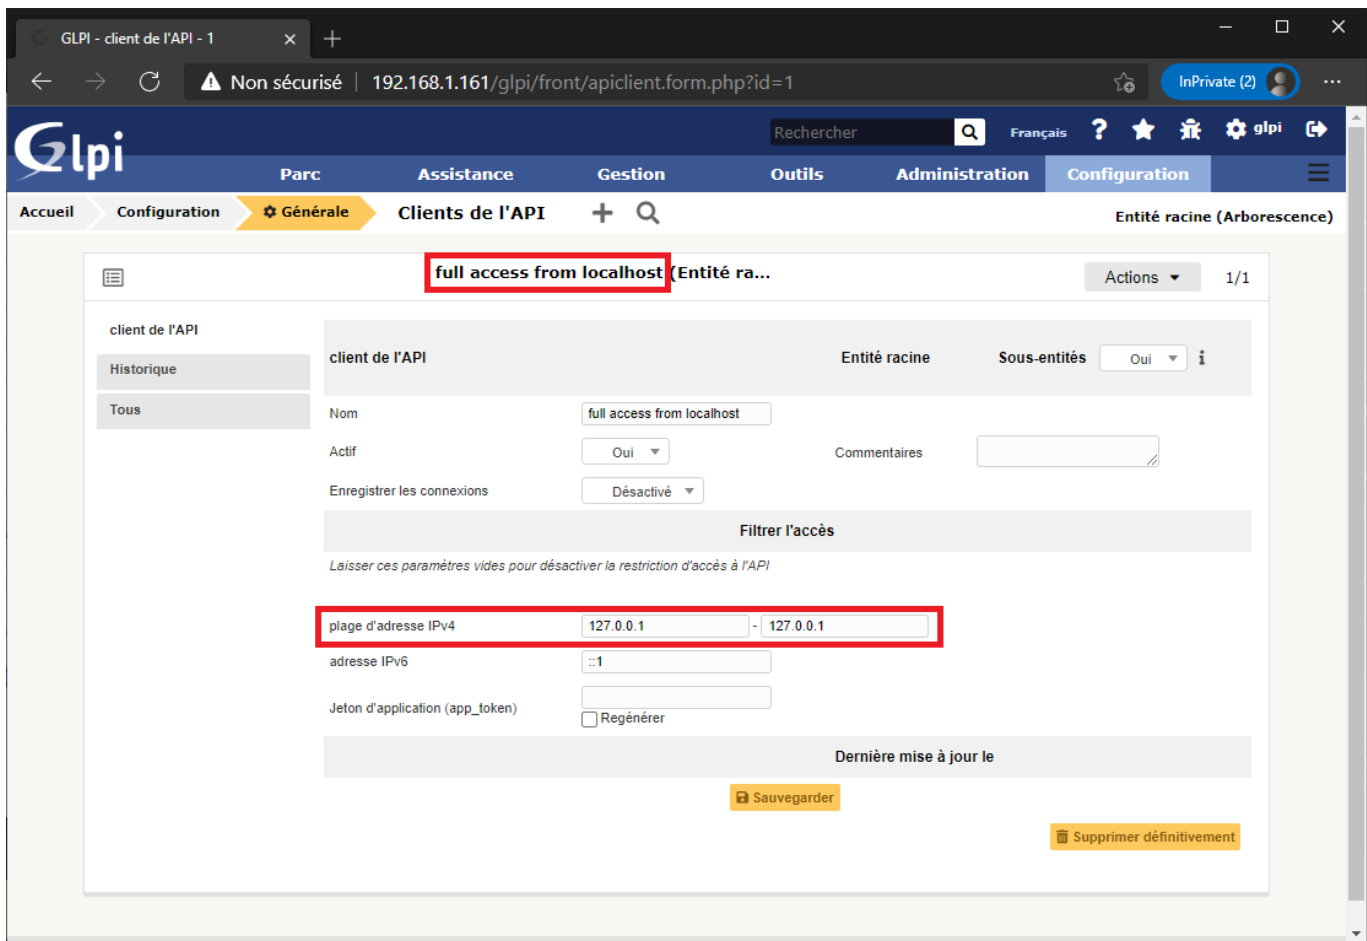 GLPI - client de l'API - 1
Non sécurisé 192.168.1.161/glpi/front/apiclient.form.php?id=1 InPrivate (2)
Glpi
Rechercher Français ? glpi
Parc Assistance Gestion Outils Administration Configuration
Accueil Configuration Générale Clients de l'API Entité racine (Arborescence)
full access from localhost (Entité ra... Actions 1/1
client de l'API
Historique
Tous
client de l'API Entité racine Sous-entités Oui
Nom full access from localhost
Actif Oui Commentaires
Enregistrer les connexions Désactivé
Filtrer l'accès
Laisser ces paramètres vides pour désactiver la restriction d'accès à l'API
plage d'adresse IPv4 127.0.0.1 - 127.0.0.1
adresse IPv6 ::1
Jeton d'application (app_token)
Regénérer
Dernière mise à jour le
Sauvegarder
Supprimer définitivement